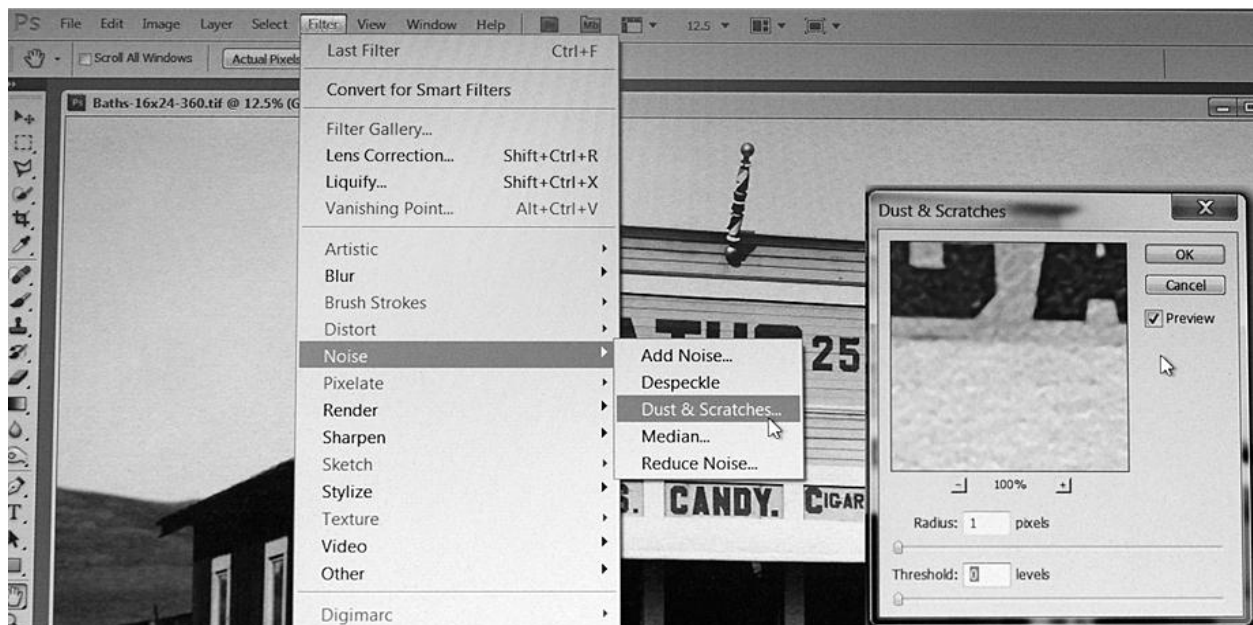 PS File Edit Image Layer Select Filter View Window Help Mb 12.5
Scroll All Windows Actual Pixels
Baths-16x24-360.tif @ 12.5% (G
Last Filter Ctrl+F
Convert for Smart Filters
Filter Gallery...
Lens Correction... Shift+Ctrl+R
Liquify... Shift+Ctrl+X
Vanishing Point... Alt+Ctrl+V
Artistic
Blur
Brush Strokes
Distort
Noise
Pixelate
Render
Sharpen
Sketch
Stylize
Texture
Video
Other
Digimarc
Add Noise...
Despeckle
Dust & Scratches...
Median...
Reduce Noise...
25
CANDY. CIGAR
Dust & Scratches
OK
Cancel
Preview
100%
Radius: 1 pixels
Threshold: 0 levels